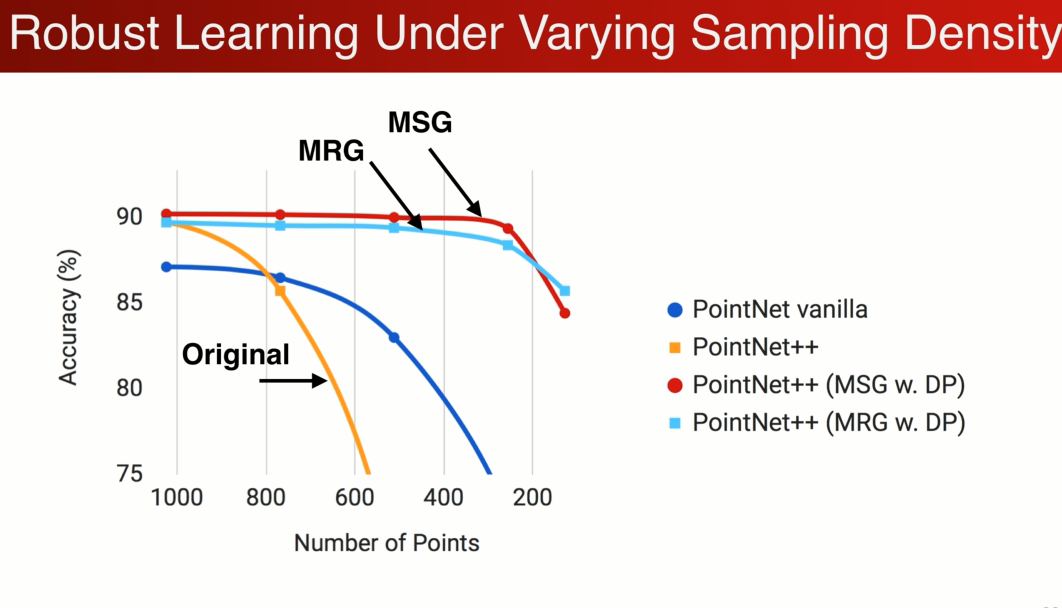 Robust Learning Under Varying Sampling Density
MSG
MRG
90
85
80
75
Accuracy (%)
Original
1000 800 600 400 200
Number of Points
PointNet vanilla
PointNet++
PointNet++ (MSG w. DP)
PointNet++ (MRG w. DP)